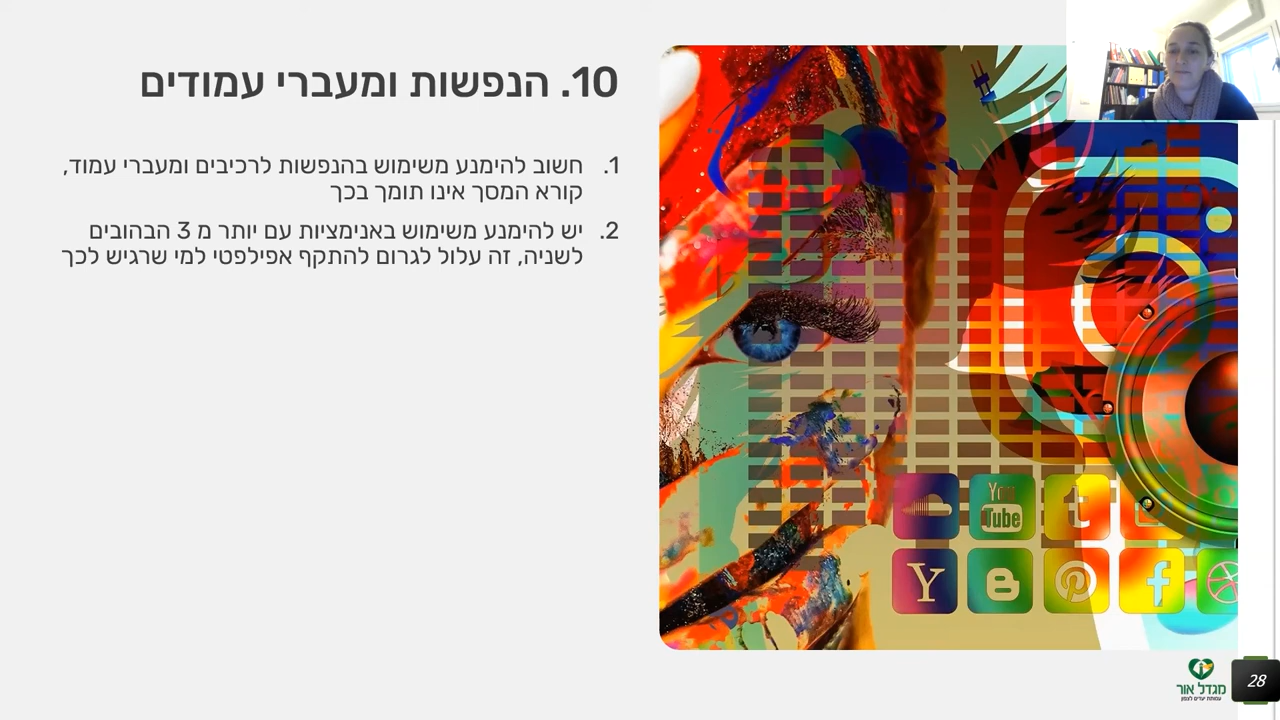 10. הנפשות ומעברי עמודים
1. חשוב להימנע משימוש בהנפשות לרכיבים ומעברי עמוד,
קורא המסך אינו תומך בכך
2. יש להימנע משימוש באנימציות עם יותר מ 3 הבהובים
לשניה, זה עלול לגרום להתקף אפילפטי למי שרגיש לכך
You
Tube
t
Y
B
f
מגדל אור
28